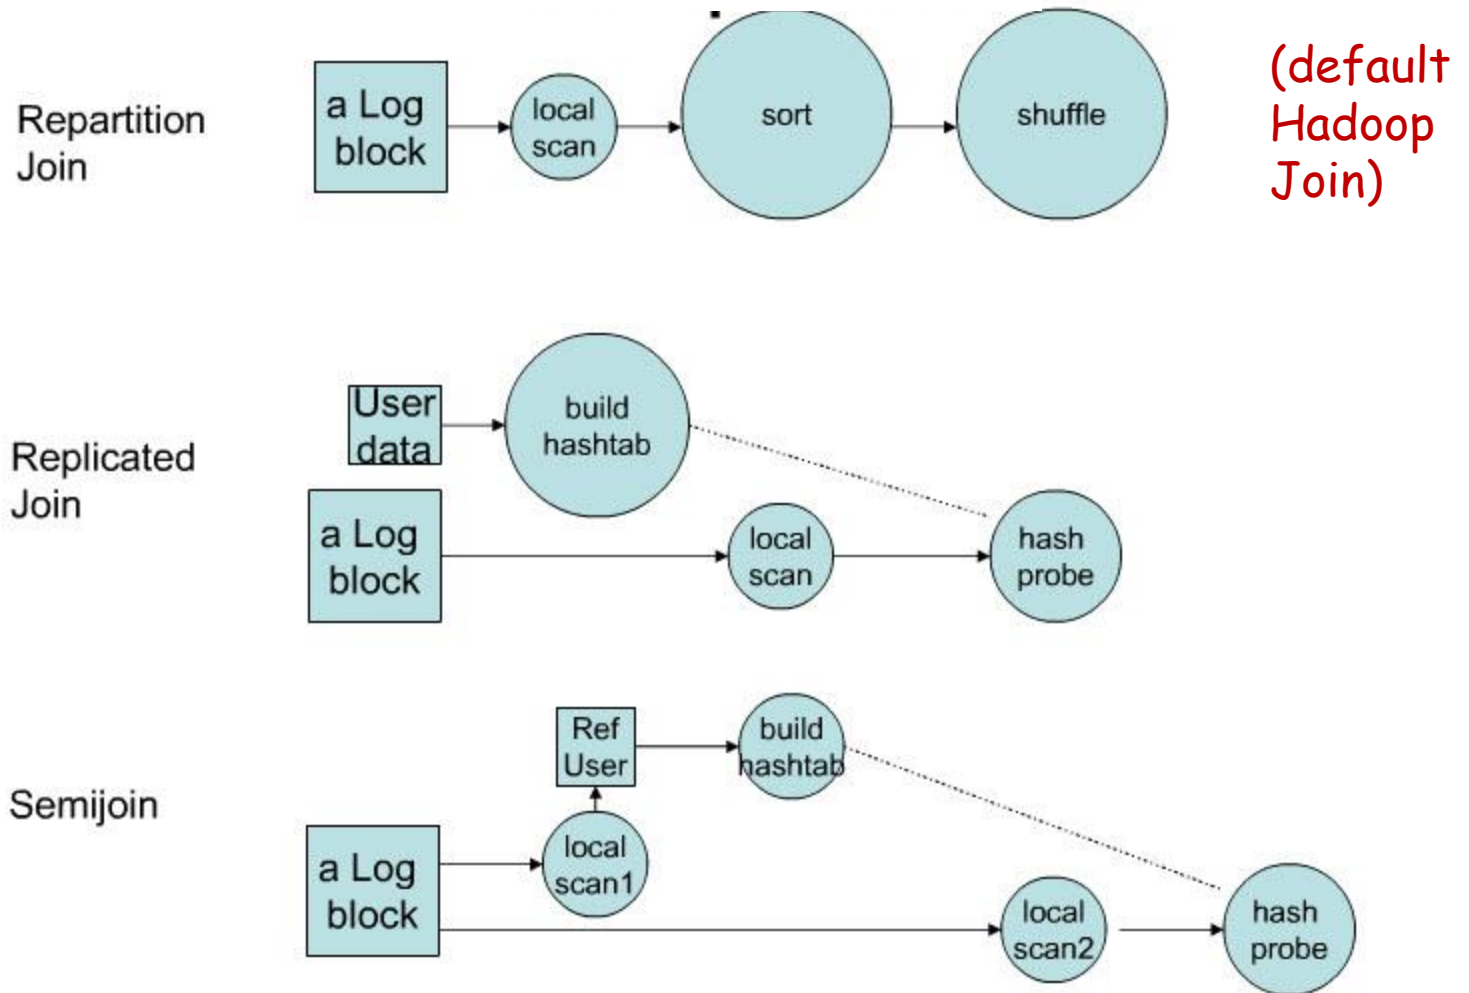 Repartition
Join
a Log
block
local
scan
sort
shuffle
(default
Hadoop
Join)
Replicated
Join
User
data
build
hashtab
a Log
block
local
scan
hash
probe
Semijoin
Ref
User
build
hashtab
a Log
block
local
scan1
local
scan2
hash
probe